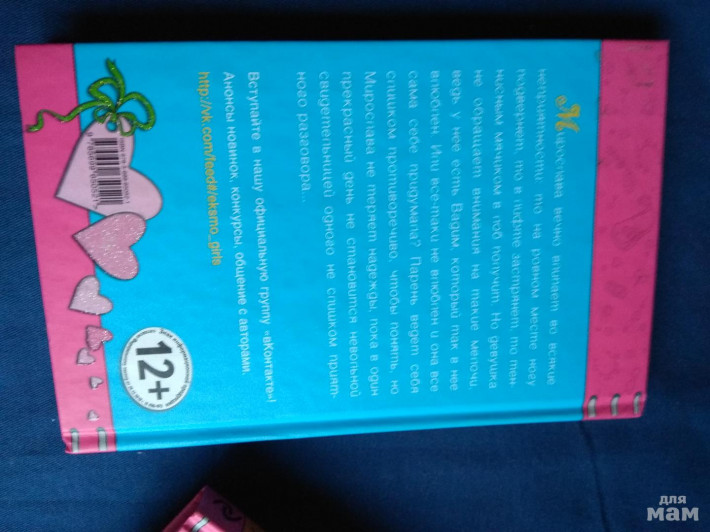 Мирослава вечно влипает во всякие
неприятности: то на ровном месте ногу
подвернет, то в лифте застрянет, то тен-
нисным мячиком в лоб получит. Но девушка
не обращает внимания на такие мелочи,
ведь у нее есть Вадим, который так в нее
влюблен. Или все-таки не влюблен и она все
сама себе придумала? Парень ведет себя
слишком противоречиво, чтобы понять, но
Мирослава не теряет надежды, пока в один
прекрасный день не становится невольной
свидетельницей одного не слишком прият-
ного разговора...
Вступайте в нашу официальную группу «ВКонтакте»!
Анонсы новинок, конкурсы, общение с авторами.
http://vk.com/feed#/eksmo_girls
12+
для
мам